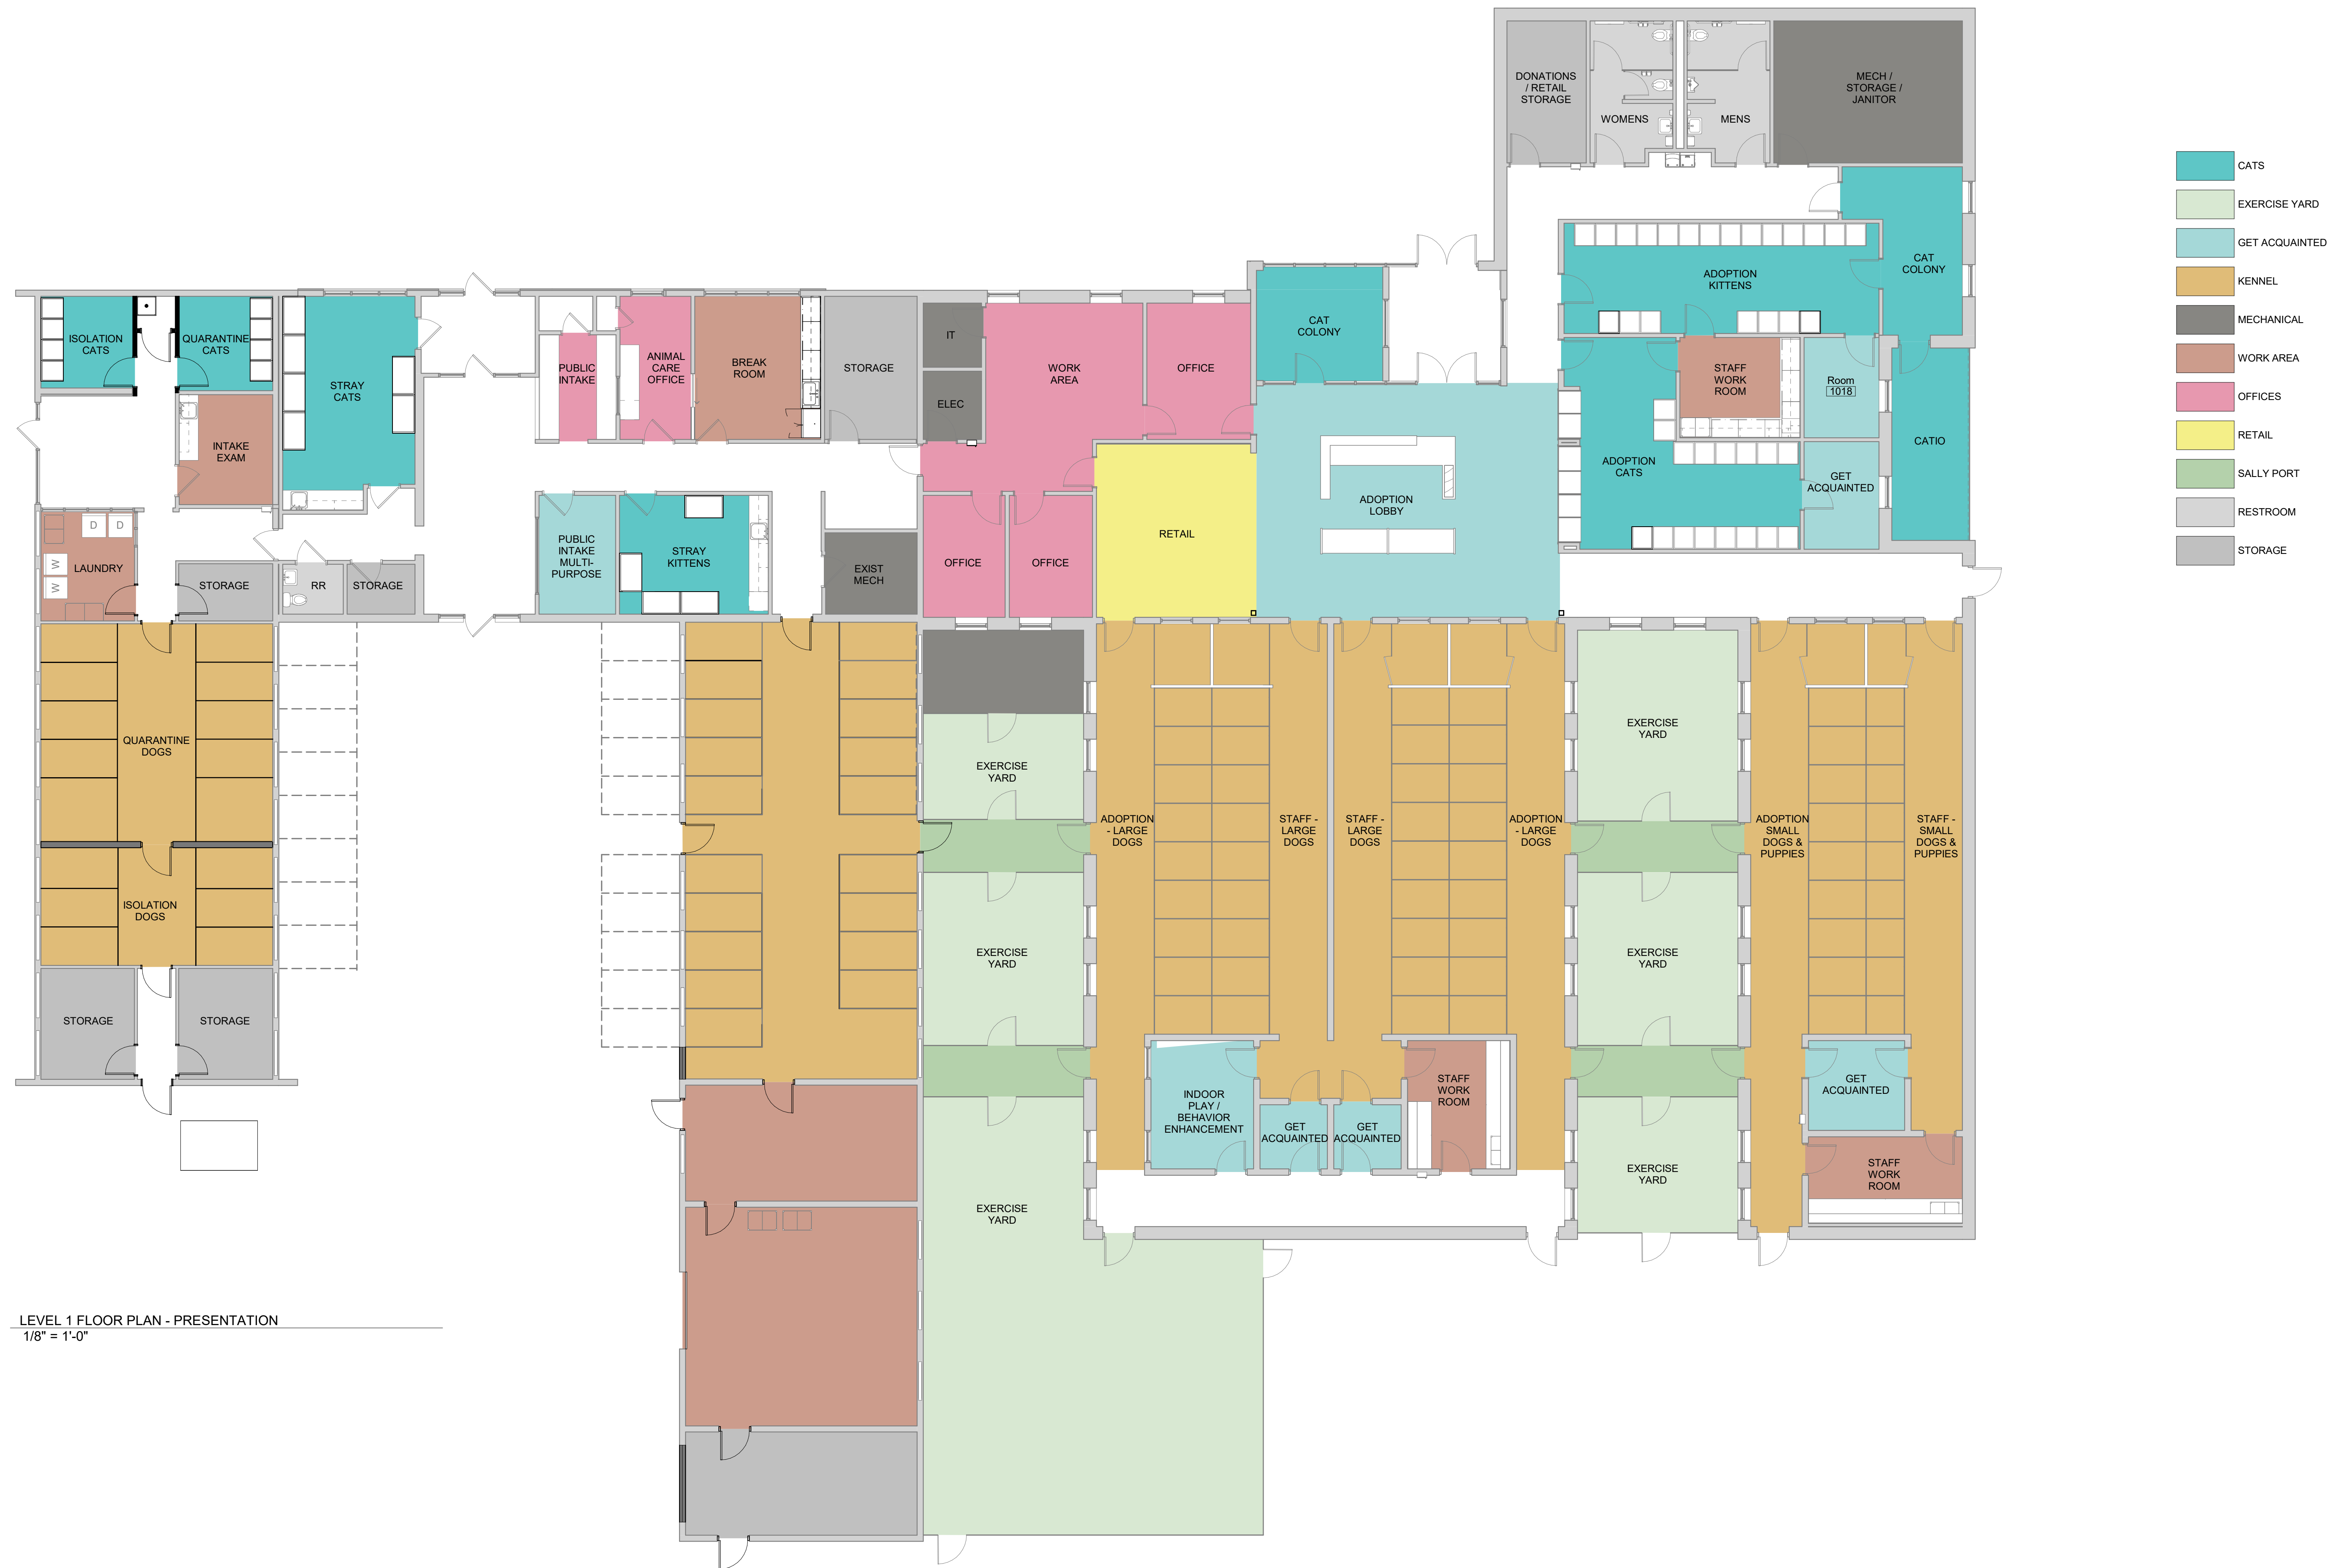 DONATIONS
/ RETAIL
STORAGE
WOMENS
MENS
MECH /
STORAGE /
JANITOR
CATS
EXERCISE YARD
GET ACQUAINTED
KENNEL
MECHANICAL
WORK AREA
OFFICES
RETAIL
SALLY PORT
RESTROOM
STORAGE
ISOLATION
CATS
QUARANTINE
CATS
STRAY
CATS
PUBLIC
INTAKE
ANIMAL
CARE
OFFICE
BREAK
ROOM
STORAGE
IT
ELEC
WORK
AREA
OFFICE
CAT
COLONY
ADOPTION
KITTENS
CAT
COLONY
STAFF
WORK
ROOM
Room
1018
CATIO
INTAKE
EXAM
ADOPTION
CATS
GET
ACQUAINTED
ADOPTION
LOBBY
RETAIL
D
D
W
W
LAUNDRY
STORAGE
RR
STORAGE
PUBLIC
INTAKE
MULTI-
PURPOSE
STRAY
KITTENS
EXIST
MECH
OFFICE
OFFICE
QUARANTINE
DOGS
EXERCISE
YARD
EXERCISE
YARD
ADOPTION
- LARGE
DOGS
STAFF -
LARGE
DOGS
STAFF -
LARGE
DOGS
ADOPTION
- LARGE
DOGS
ADOPTION
SMALL
DOGS &
PUPPIES
STAFF -
SMALL
DOGS &
PUPPIES
ISOLATION
DOGS
EXERCISE
YARD
EXERCISE
YARD
STORAGE
STORAGE
INDOOR
PLAY /
BEHAVIOR
ENHANCEMENT
GET
ACQUAINTED
GET
ACQUAINTED
STAFF
WORK
ROOM
GET
ACQUAINTED
EXERCISE
YARD
EXERCISE
YARD
STAFF
WORK
ROOM
LEVEL 1 FLOOR PLAN - PRESENTATION
1/8" = 1'-0"